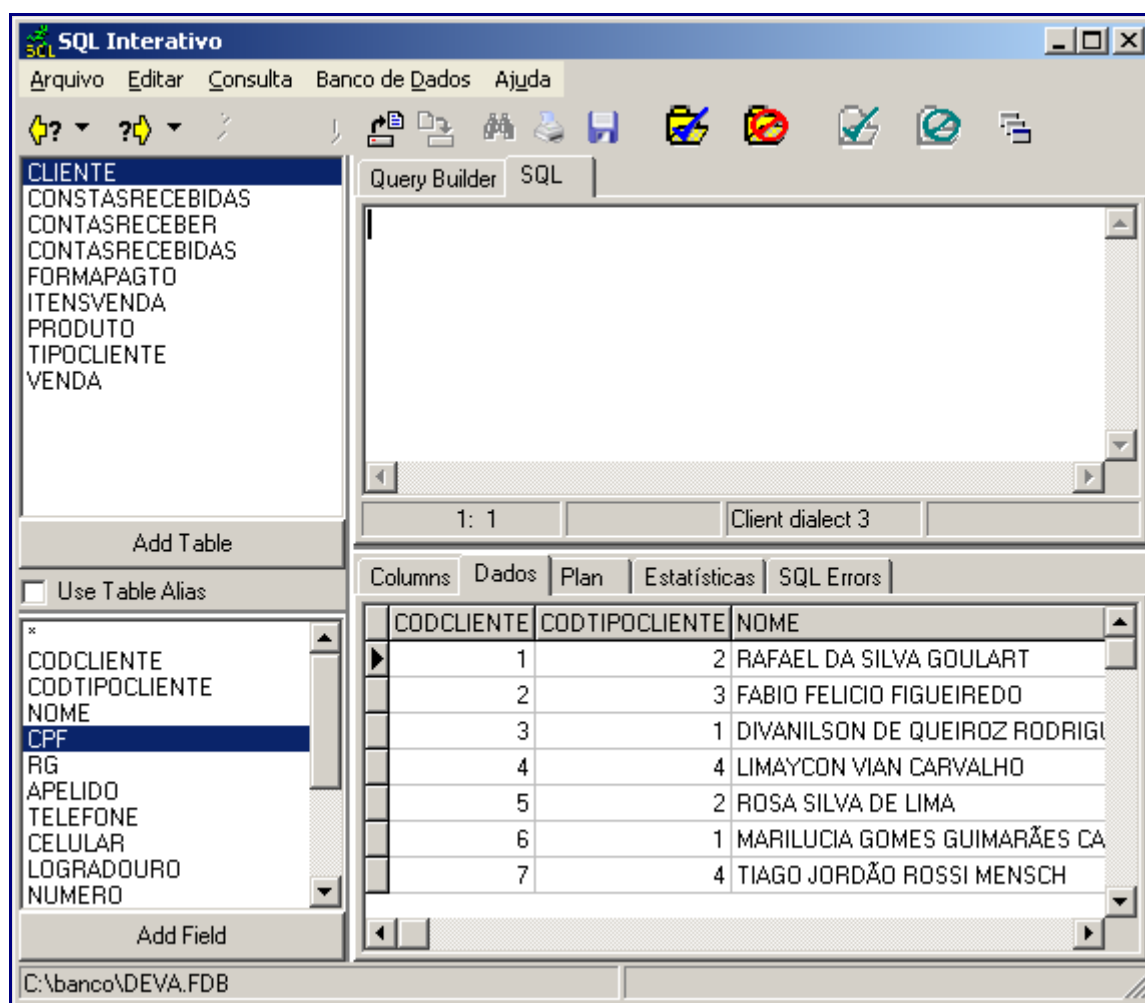 SQL Interativo
Arquivo Editar Consulta Banco de Dados Ajuda
CLIENTE
CONSTASRECEBIDAS
CONTASRECEBER
CONTASRECEBIDAS
FORMAPAGTO
ITENSVENDA
PRODUTO
TIPOCLIENTE
VENDA
Add Table
Use Table Alias
*
CODCLIENTE
CODTIPOCLIENTE
NOME
CPF
RG
APELIDO
TELEFONE
CELULAR
LOGRADOURO
NUMERO
Add Field
Query Builder SQL
1: 1 Client dialect 3
Columns Dados Plan Estatísticas SQL Errors
CODCLIENTE CODTIPOCLIENTE NOME
1 2 RAFAEL DA SILVA GOULART
2 3 FABIO FELICIO FIGUEIREDO
3 1 DIVANILSON DE QUEIROZ RODRIGU
4 4 LIMAYCON VIAN CARVALHO
5 2 ROSA SILVA DE LIMA
6 1 MARILUCIA GOMES GUIMARÃES CA
7 4 TIAGO JORDÃO ROSSI MENSCH
C:\banco\DEVA.FDB